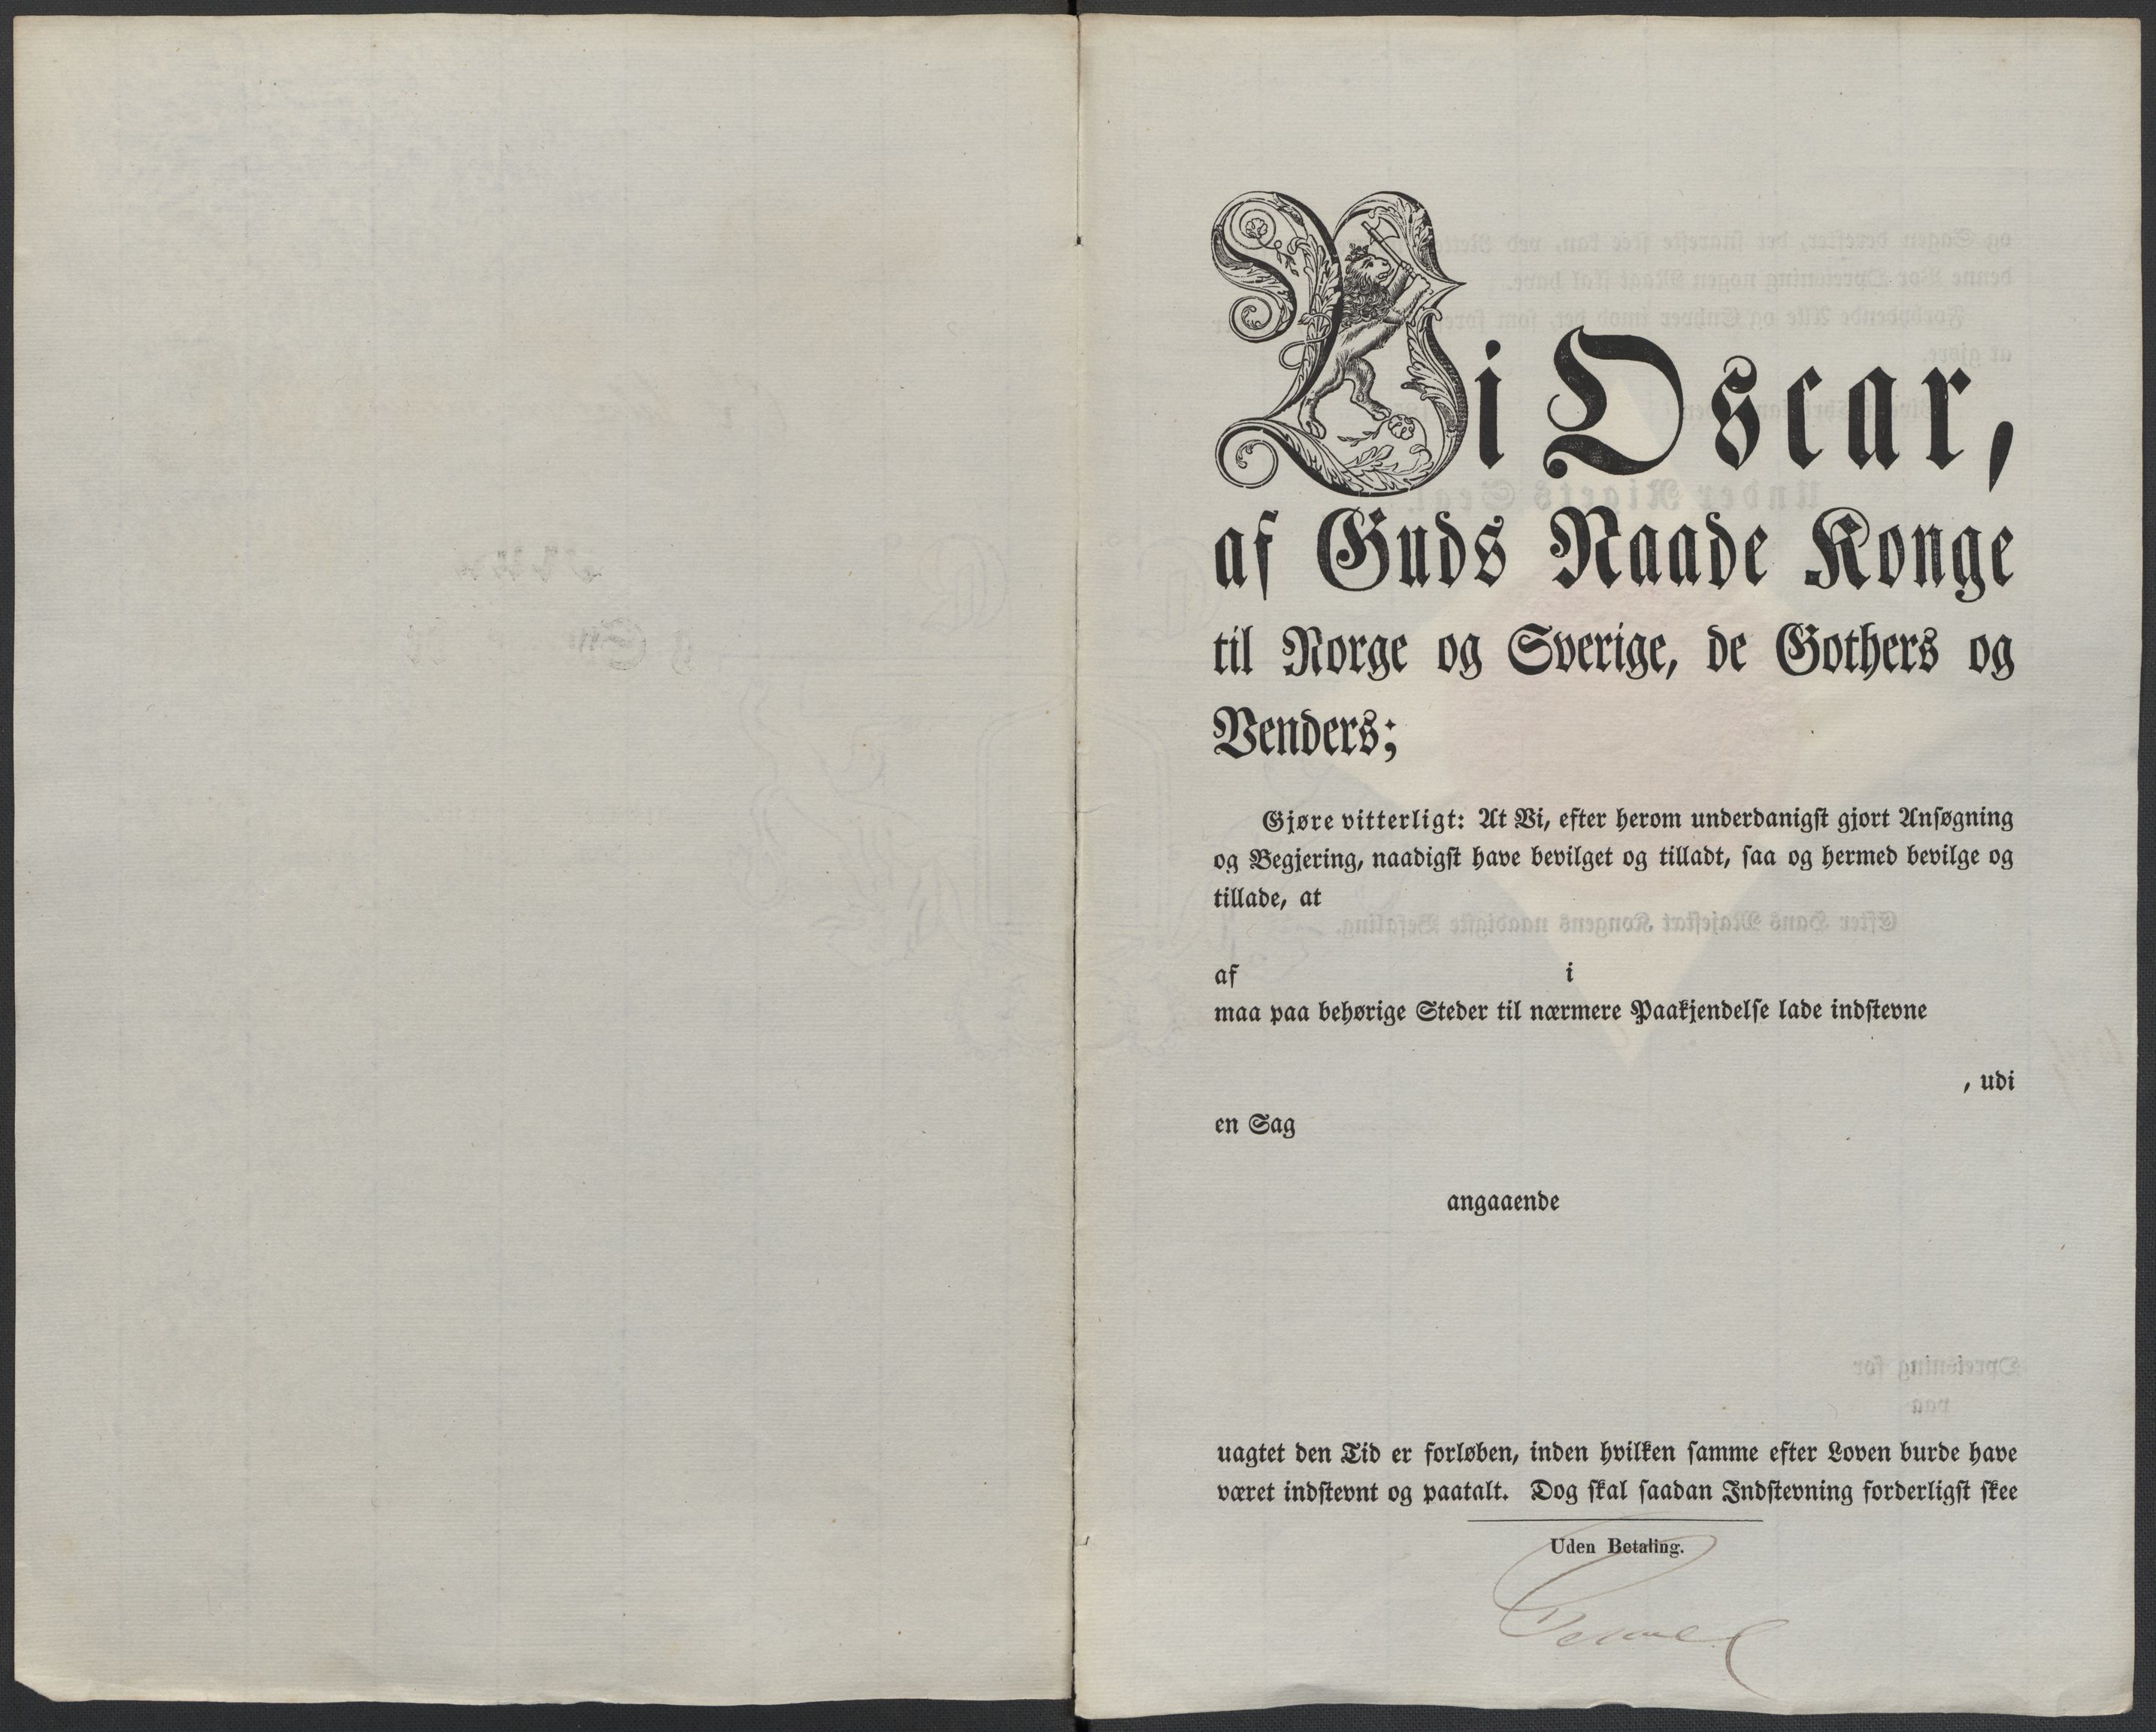 Vi Oscar,
af Guds Naade Konge
til Norge og Sverige, de Gothers og
Venders;
Gjøre vitterligt: At Vi, efter herom underdanigst gjort Ansøgning
og Begjering, naadigst have bevilget og tilladt, saa og hermed bevilge og
tillade, at
af i
maa paa behørige Steder til nærmere Paakjendelse lade indstevne
, udi
en Sag
angaaende
uagtet den Tid er forløben, inden hvilken samme efter Loven burde have
været indstevnt og paatalt. Dog skal saadan Indstevning forderligst skee
Uden Betaling.